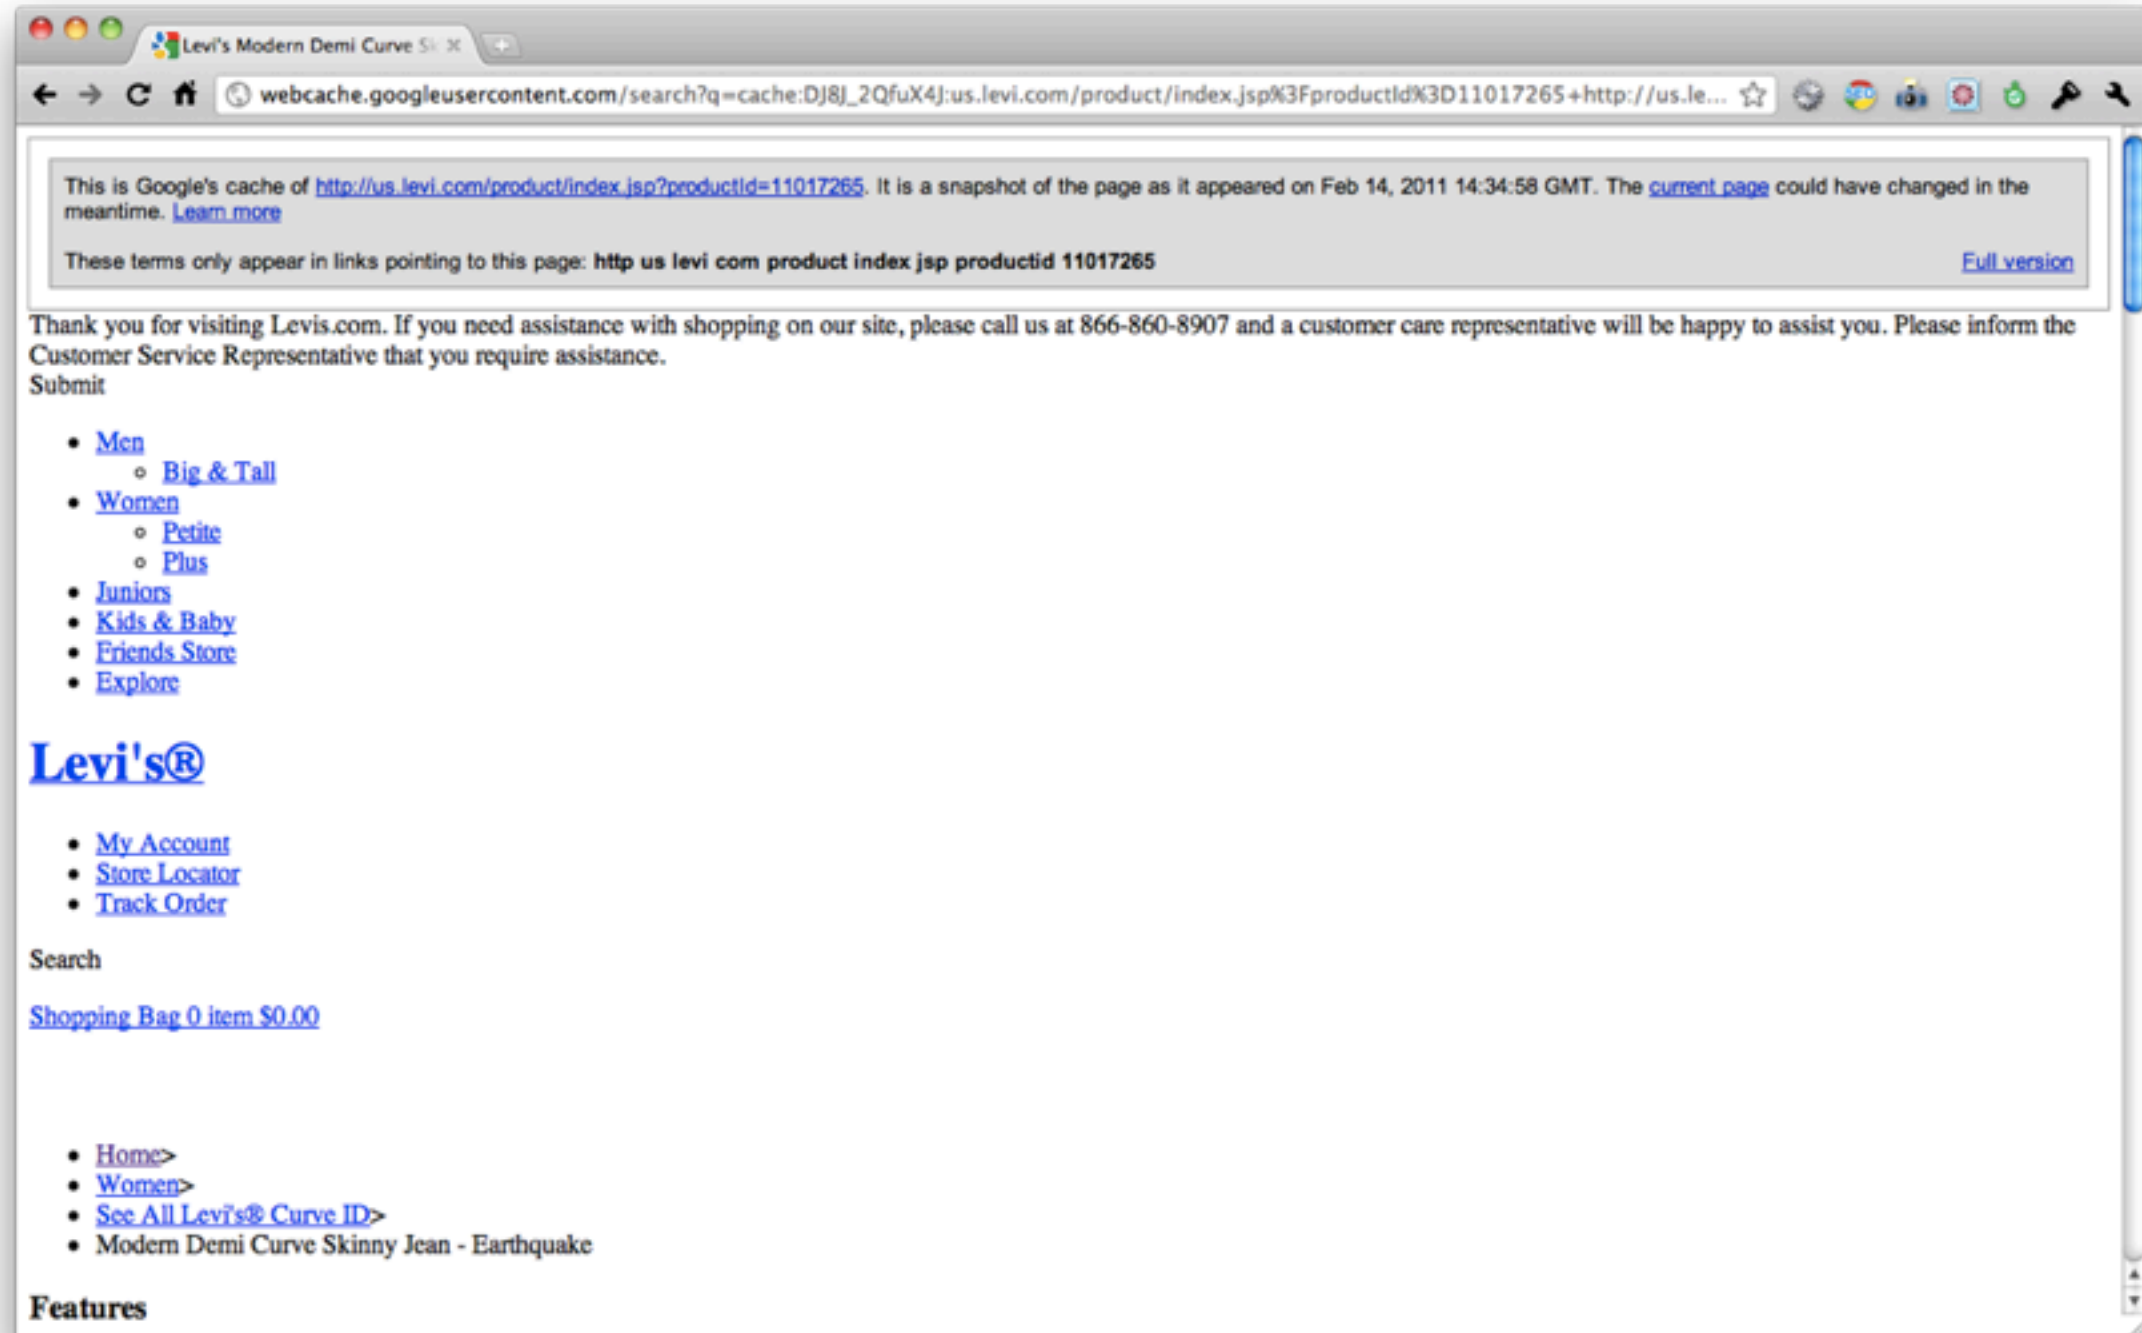 Levi's Modern Demi Curve Sk
webcache.googleusercontent.com/search?q=cache:DJ8J_2QfuX4J:us.levi.com/product/index.jsp%3FproductId%3D11017265+http://us.le...
This is Google's cache of http://us.levi.com/product/index.jsp?productId=11017265. It is a snapshot of the page as it appeared on Feb 14, 2011 14:34:58 GMT. The current page could have changed in the
meantime. Learn more
These terms only appear in links pointing to this page: http us levi com product index jsp productid 11017265 Full version
Thank you for visiting Levis.com. If you need assistance with shopping on our site, please call us at 866-860-8907 and a customer care representative will be happy to assist you. Please inform the
Customer Service Representative that you require assistance.
Submit
Men
Big & Tall
Women
Petite
Plus
Juniors
Kids & Baby
Friends Store
Explore
Levi's®
My Account
Store Locator
Track Order
Search
Shopping Bag 0 item $0.00
Home>
Women>
See All Levi's® Curve ID>
Modern Demi Curve Skinny Jean - Earthquake
Features